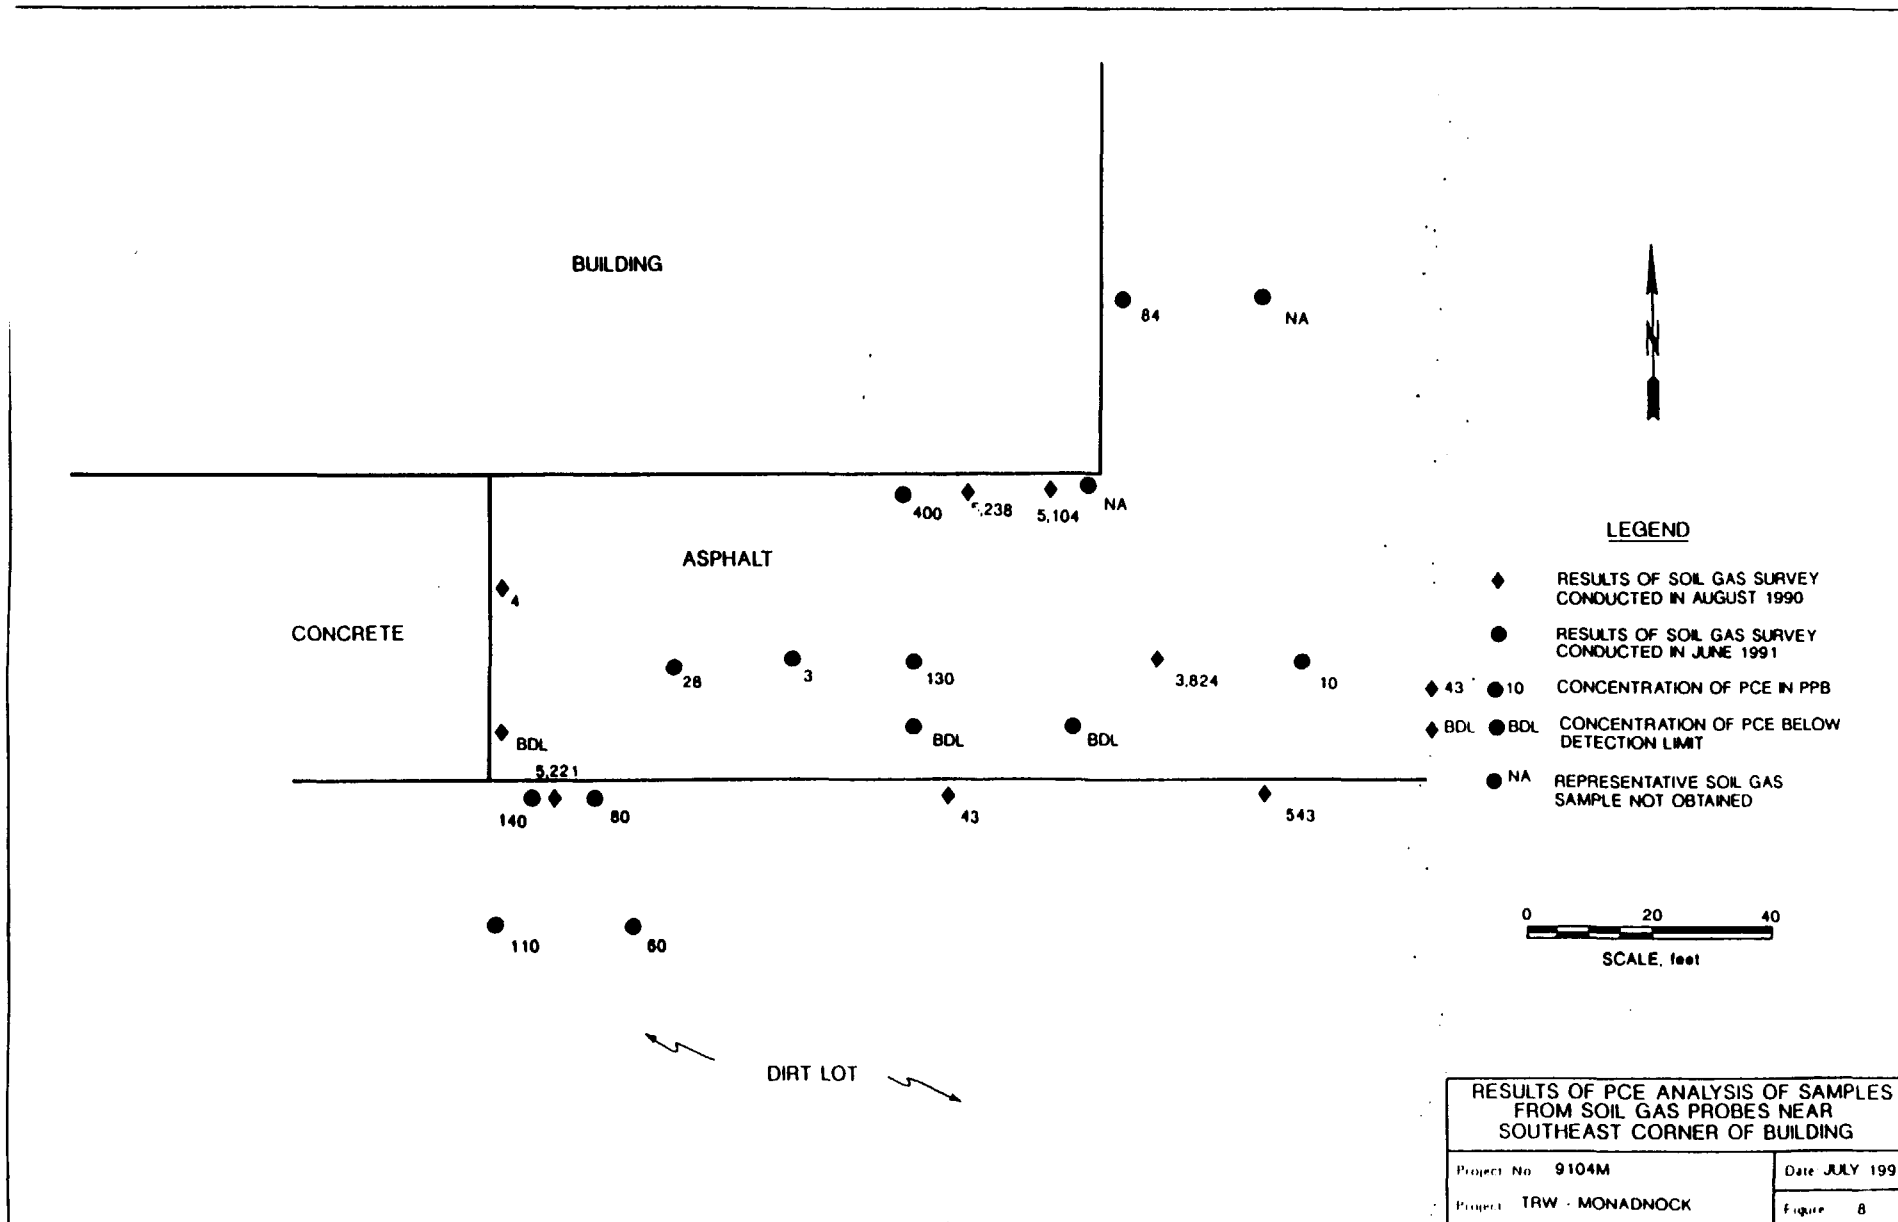 BUILDING
84
NA
400
5,238
5,104
NA
ASPHALT
4
CONCRETE
28
3
130
3,824
10
BDL
BDL
BDL
5,221
140
80
43
543
110
60
DIRT LOT
N
LEGEND
RESULTS OF SOIL GAS SURVEY
CONDUCTED IN AUGUST 1990
RESULTS OF SOIL GAS SURVEY
CONDUCTED IN JUNE 1991
43 10 CONCENTRATION OF PCE IN PPB
BDL BDL CONCENTRATION OF PCE BELOW
DETECTION LIMIT
NA REPRESENTATIVE SOIL GAS
SAMPLE NOT OBTAINED
0 20 40
SCALE, feet
RESULTS OF PCE ANALYSIS OF SAMPLES
FROM SOIL GAS PROBES NEAR
SOUTHEAST CORNER OF BUILDING
Project No 9104M
Date JULY 199
Project TRW - MONADNOCK
Figure 8